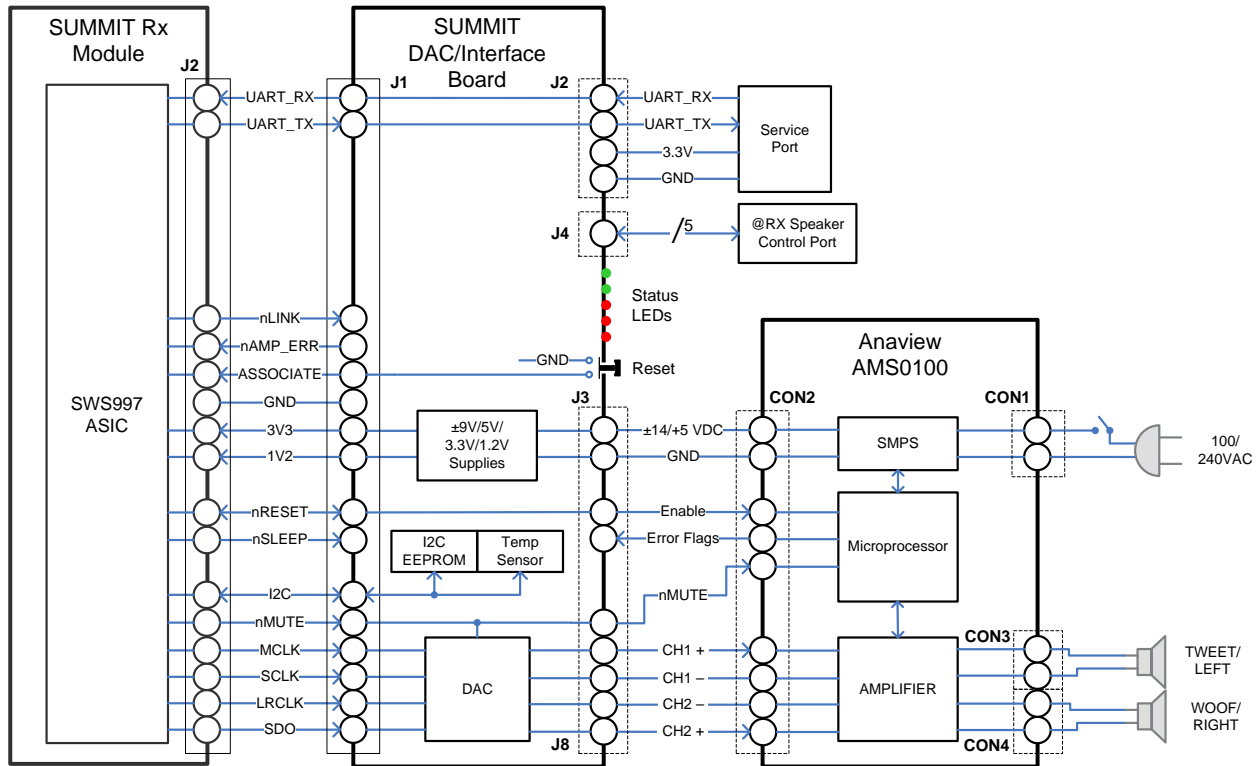 SUMMIT Rx
Module
J2
SWS997
ASIC
UART_RX
UART_TX
nLINK
nAMP_ERR
ASSOCIATE
GND
3V3
1V2
nRESET
nSLEEP
I2C
nMUTE
MCLK
SCLK
LRCLK
SDO
SUMMIT
DAC/Interface
Board
J1
J2
J4
J3
J8
±9V/5V/
3.3V/1.2V
Supplies
I2C
EEPROM
Temp
Sensor
DAC
GND
Status
LEDs
Reset
UART_RX
UART_TX
3.3V
GND
Service
Port
5
@RX Speaker
Control Port
±14/+5 VDC
GND
Enable
Error Flags
nMUTE
CH1 +
CH1 –
CH2 –
CH2 +
Anaview
AMS0100
CON2
CON1
SMPS
Microprocessor
AMPLIFIER
CON3
CON4
100/
240VAC
TWEET/
LEFT
WOOF/
RIGHT